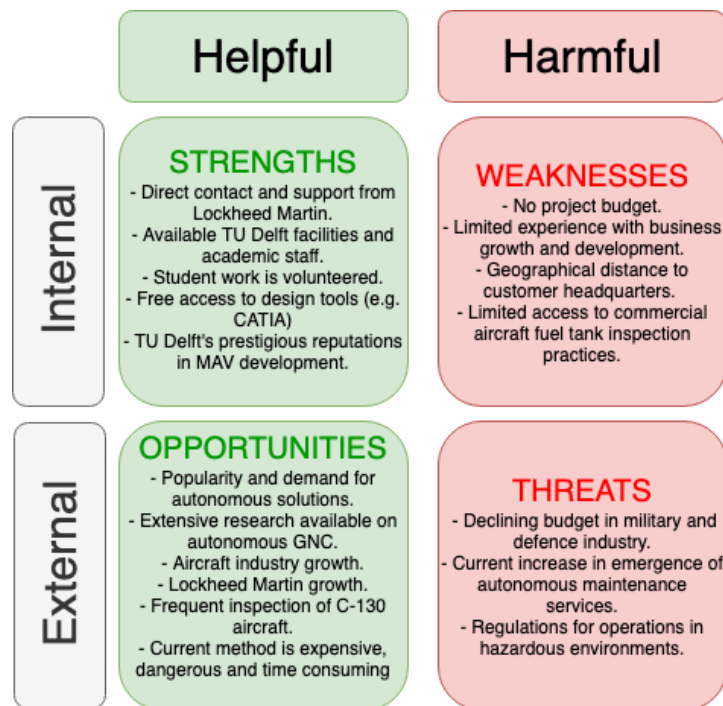 Helpful
Harmful
Internal
STRENGTHS
- Direct contact and support from
Lockheed Martin.
- Available TU Delft facilities and
academic staff.
- Student work is volunteered.
- Free access to design tools (e.g.
CATIA)
- TU Delft's prestigious reputations
in MAV development.
WEAKNESSES
- No project budget.
- Limited experience with business
growth and development.
- Geographical distance to
customer headquarters.
- Limited access to commercial
aircraft fuel tank inspection
practices.
External
OPPORTUNITIES
- Popularity and demand for
autonomous solutions.
- Extensive research available on
autonomous GNC.
- Aircraft industry growth.
- Lockheed Martin growth.
- Frequent inspection of C-130
aircraft.
- Current method is expensive,
dangerous and time consuming
THREATS
- Declining budget in military and
defence industry.
- Current increase in emergence of
autonomous maintenance
services.
- Regulations for operations in
hazardous environments.